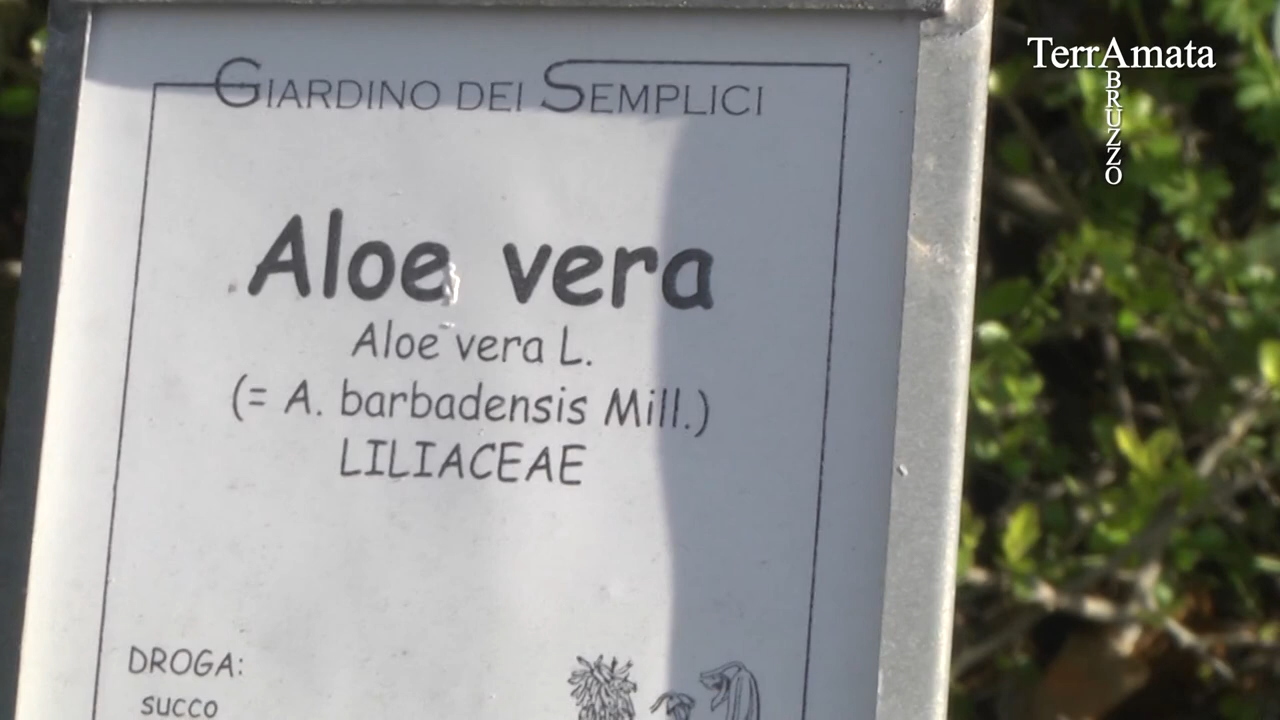 GIARDINO DEI SEMPLICI
Aloe vera
Aloe vera L.
(= A. barbadensis Mill.)
LILIACEAE
DROGA:
succo
TerrAmata
ABRUZZO